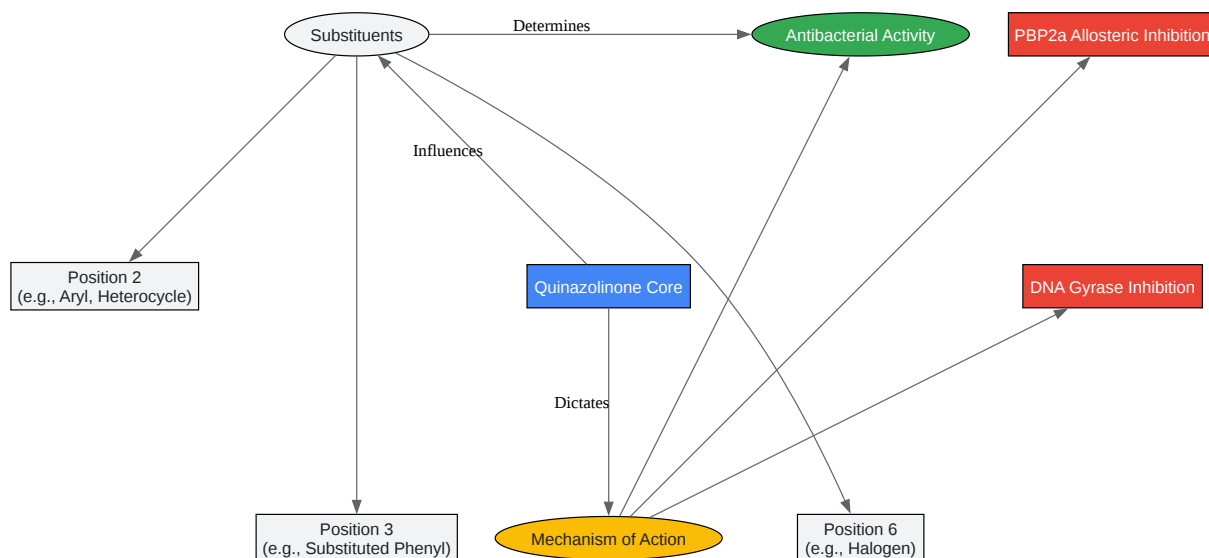 Substituents
Determines
Antibacterial Activity
PBP2a Allosteric Inhibition
Influences
Position 2
(e.g., Aryl, Heterocycle)
Quinazolinone Core
DNA Gyrase Inhibition
Dictates
Position 3
(e.g., Substituted Phenyl)
Mechanism of Action
Position 6
(e.g., Halogen)